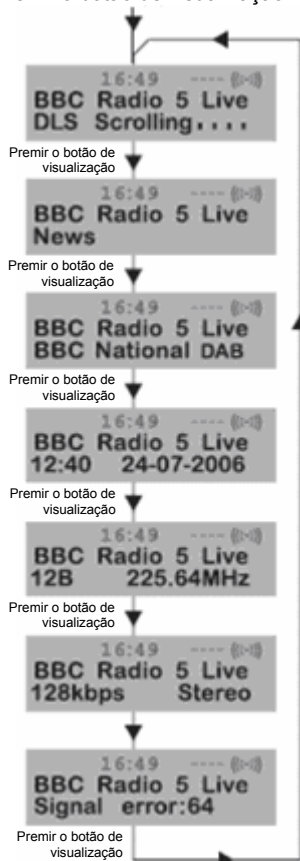 16:49 ----
BBC Radio 5 Live
DLS Scrolling....
Premir o botão de
visualização
16:49 ----
BBC Radio 5 Live
News
Premir o botão de
visualização
16:49 ----
BBC Radio 5 Live
BBC National DAB
Premir o botão de
visualização
16:49 ----
BBC Radio 5 Live
12:40 24-07-2006
Premir o botão de
visualização
16:49 ----
BBC Radio 5 Live
12B 225.64MHz
Premir o botão de
visualização
16:49 ----
BBC Radio 5 Live
128kbps Stereo
16:49 ----
BBC Radio 5 Live
Signal error:64
Premir o botão de
visualização